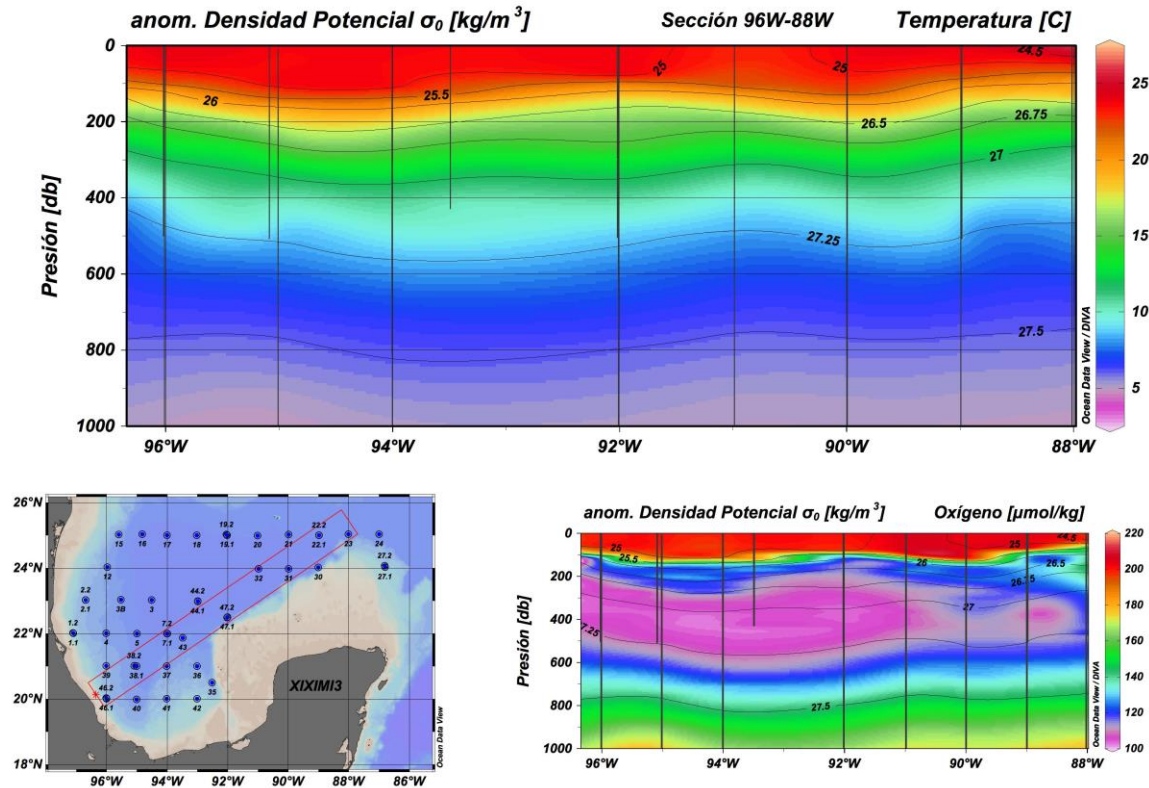 anom. Densidad Potencial σ0 [kg/m3] Sección 96W-88W Temperatura [C]
0
200
400
600
800
1000
Presión [db]
24.5
25
25
25.5
26
26.5
26.75
27
27.25
27.5
25
20
15
10
5
Ocean Data View / DIVA
96°W 94°W 92°W 90°W 88°W
26°N
24°N
22°N
20°N
18°N
19.2 22.2
15 16 17 18 19.1 20 21 22.1 23 24
27.2
12 32 31 30 27.1
2.2 44.2
2.1 3B 3 44.1
47.2
47.1
1.2 7.2
1.1 4 5 7.1 43
38.2
39 38.1 37 36
46.2 35
46.1 40 41 42
XIXIMI3
Ocean Data View
96°W 94°W 92°W 90°W 88°W 86°W
anom. Densidad Potencial σ0 [kg/m3] Oxígeno [µmol/kg]
0
200
400
600
800
1000
Presión [db]
24.5
25
25
26
26.5
26.75
27
27.25
27.5
220
200
180
160
140
120
100
Ocean Data View / DIVA
96°W 94°W 92°W 90°W 88°W